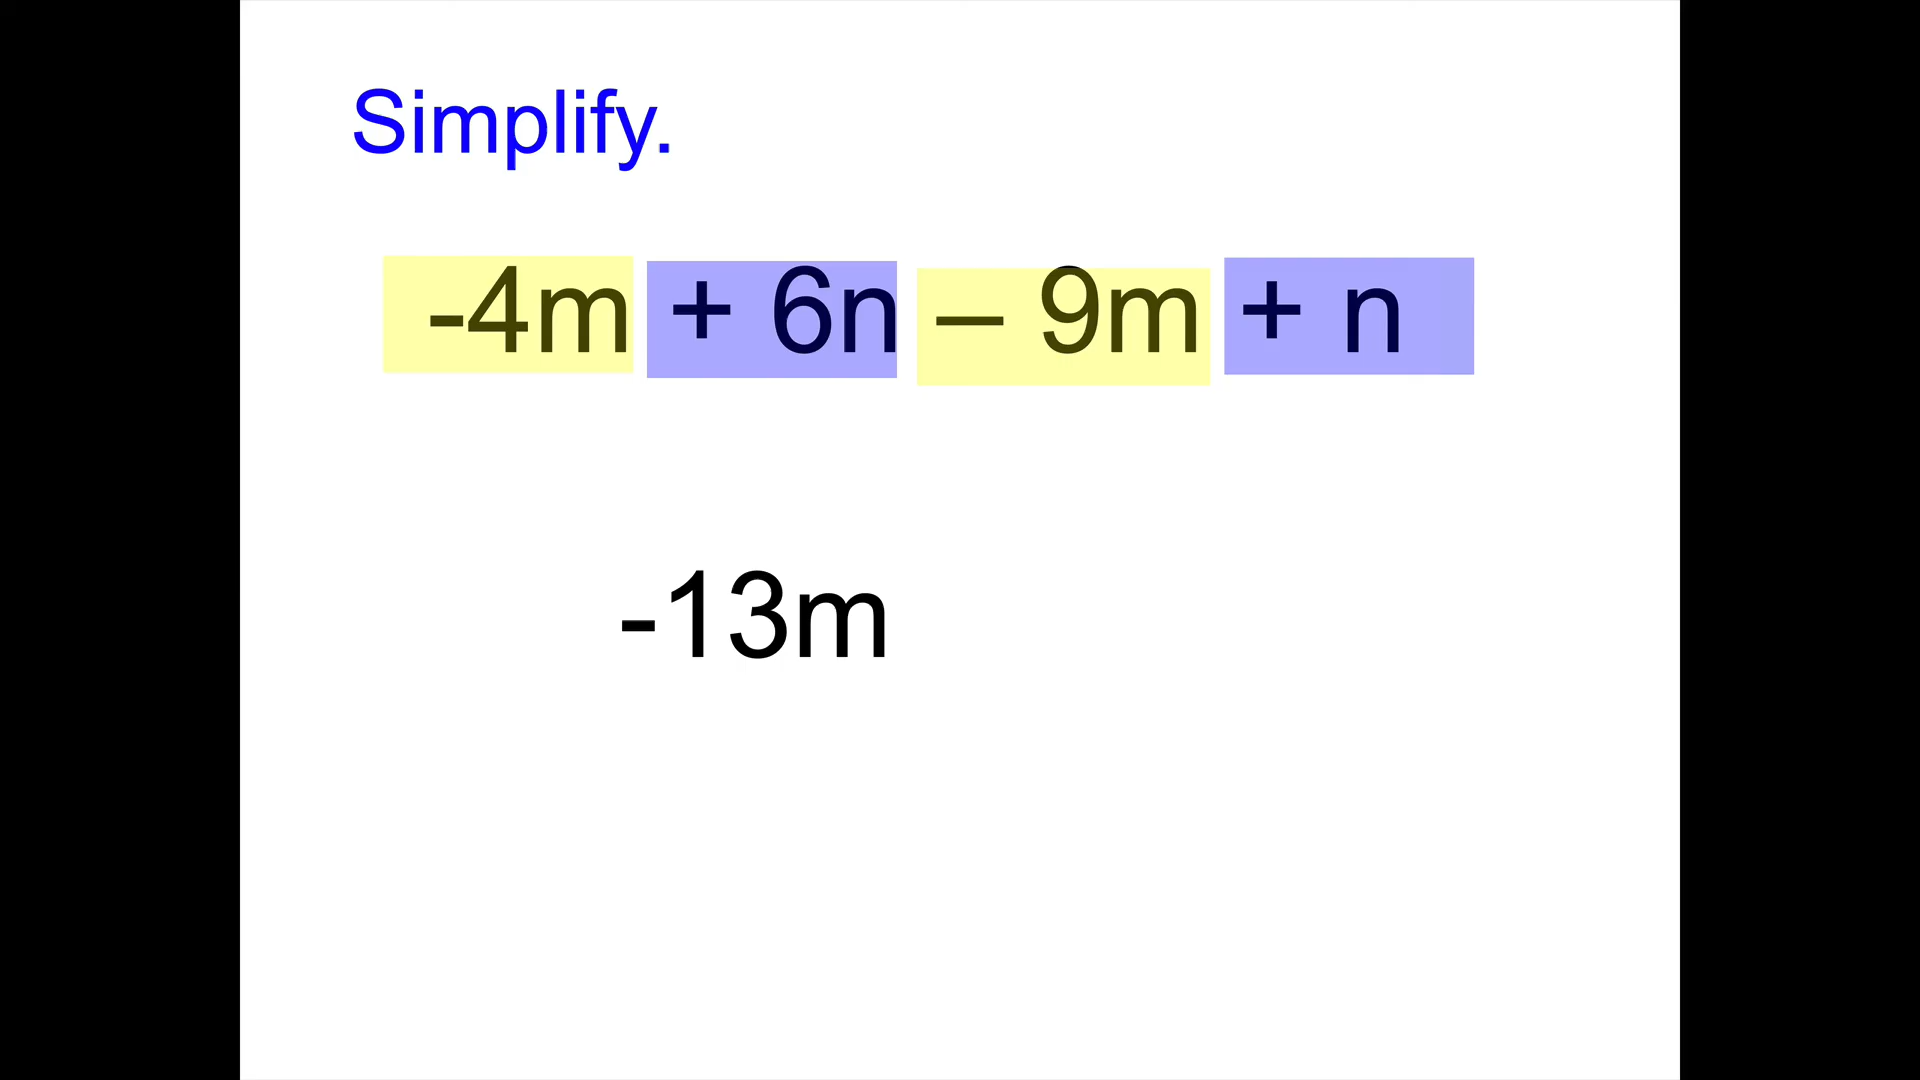 Simplify.
-4m + 6n – 9m + n
-13m